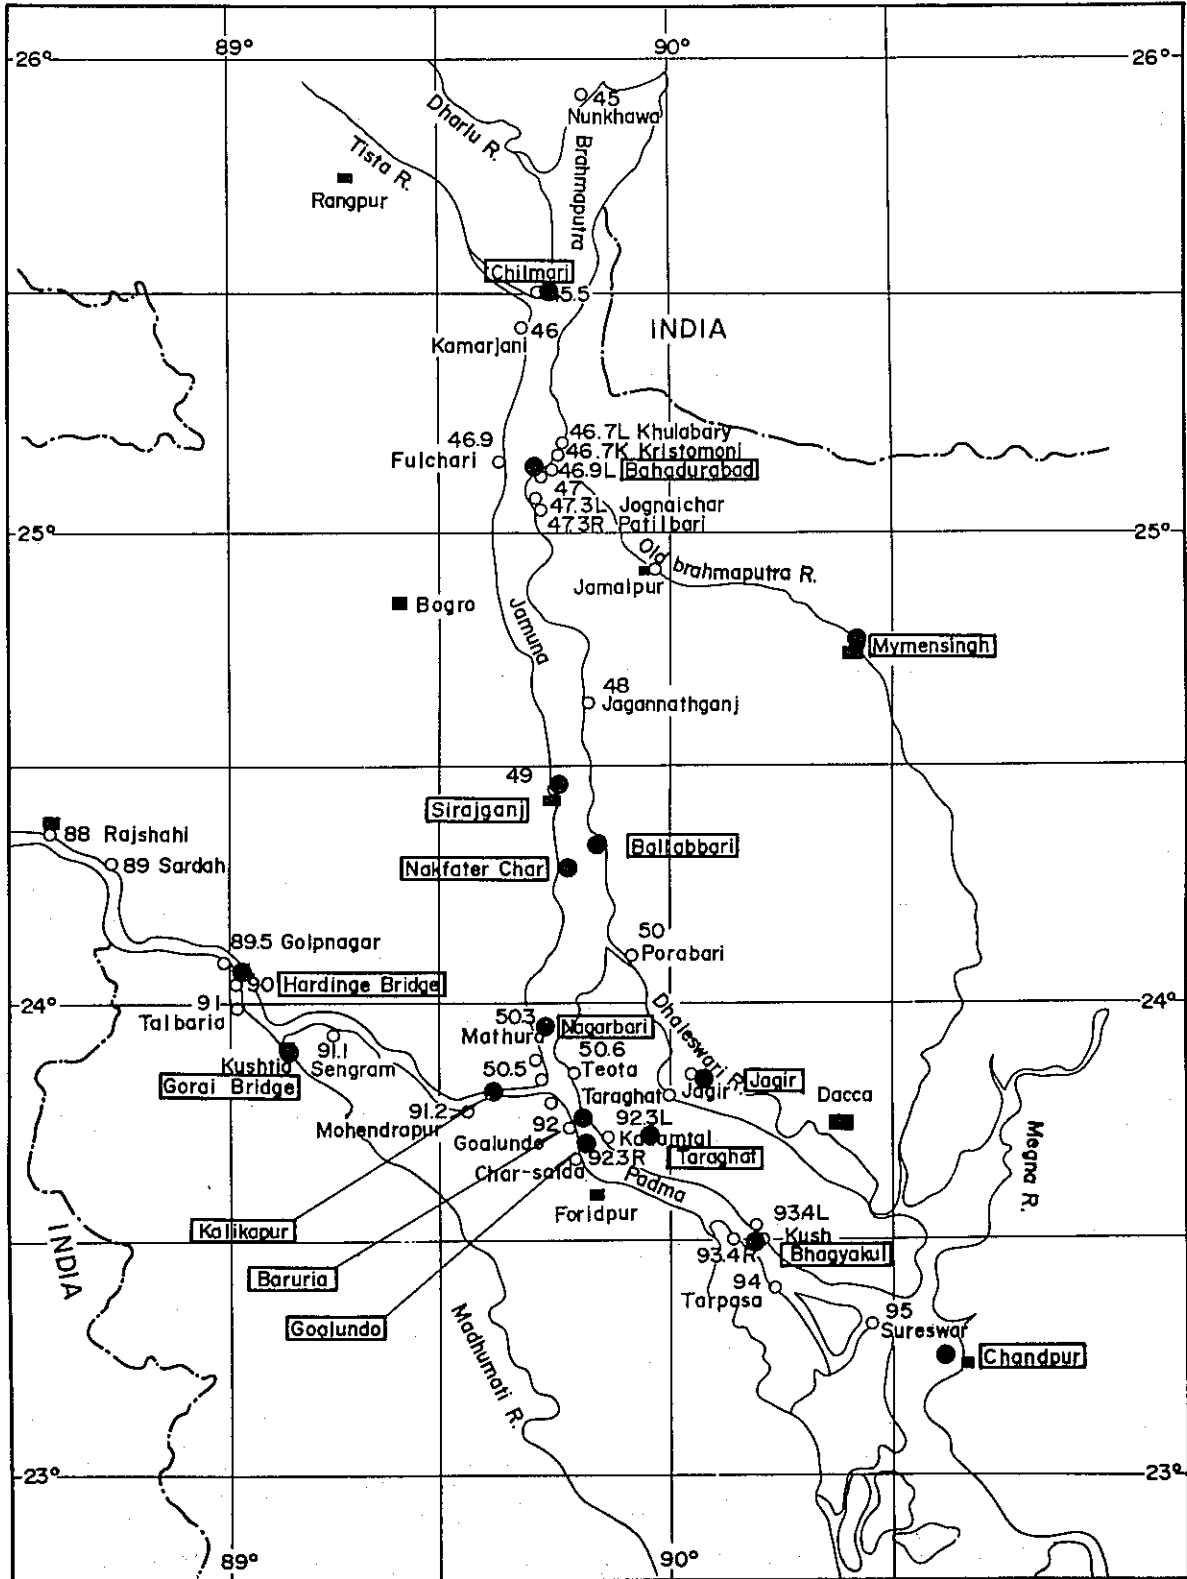 89°
90°
26°
26°
45
Nunkhawa
Dharlu R.
Tista R.
Brahmaputra
Rangpur
Chilmari
45.5
46
Kamarjani
INDIA
46.7L Khulabary
46.7K Kristomoni
46.9
Fulchari
46.9L Bahadurabad
47
47.3L Jognaichar
47.3R Patilbari
25°
25°
Old brahmaputra R.
Jamalpur
Bogra
Jamuna
Mymensingh
48
Jagannathganj
49
Sirajganj
88 Rajshahi
89 Sardah
Ballabbari
Nakfater Char
89.5 Golpnagar
50
Porabari
90 Hardinge Bridge
24°
24°
91
Talbaria
Dhaleswari R.
503
Mathura
Nagarbari
91.1
Sengram
Kushtia
Gorai Bridge
50.6
Teota
50.5
Jagir
Jagir
Dacca
Taraghat
91.2
Mohendrapur
92
Goalundo
92.3L
Kanamtal
Taraghat
Char-salda
923R
Padma
Megna R.
Foridpur
Kalikapur
934L
Kush
93.4R
Bhagyakul
INDIA
Baruria
94
Tarpasa
Goolundo
95
Sureswar
Madhumati R.
Chandpur
23°
23°
89°
90°